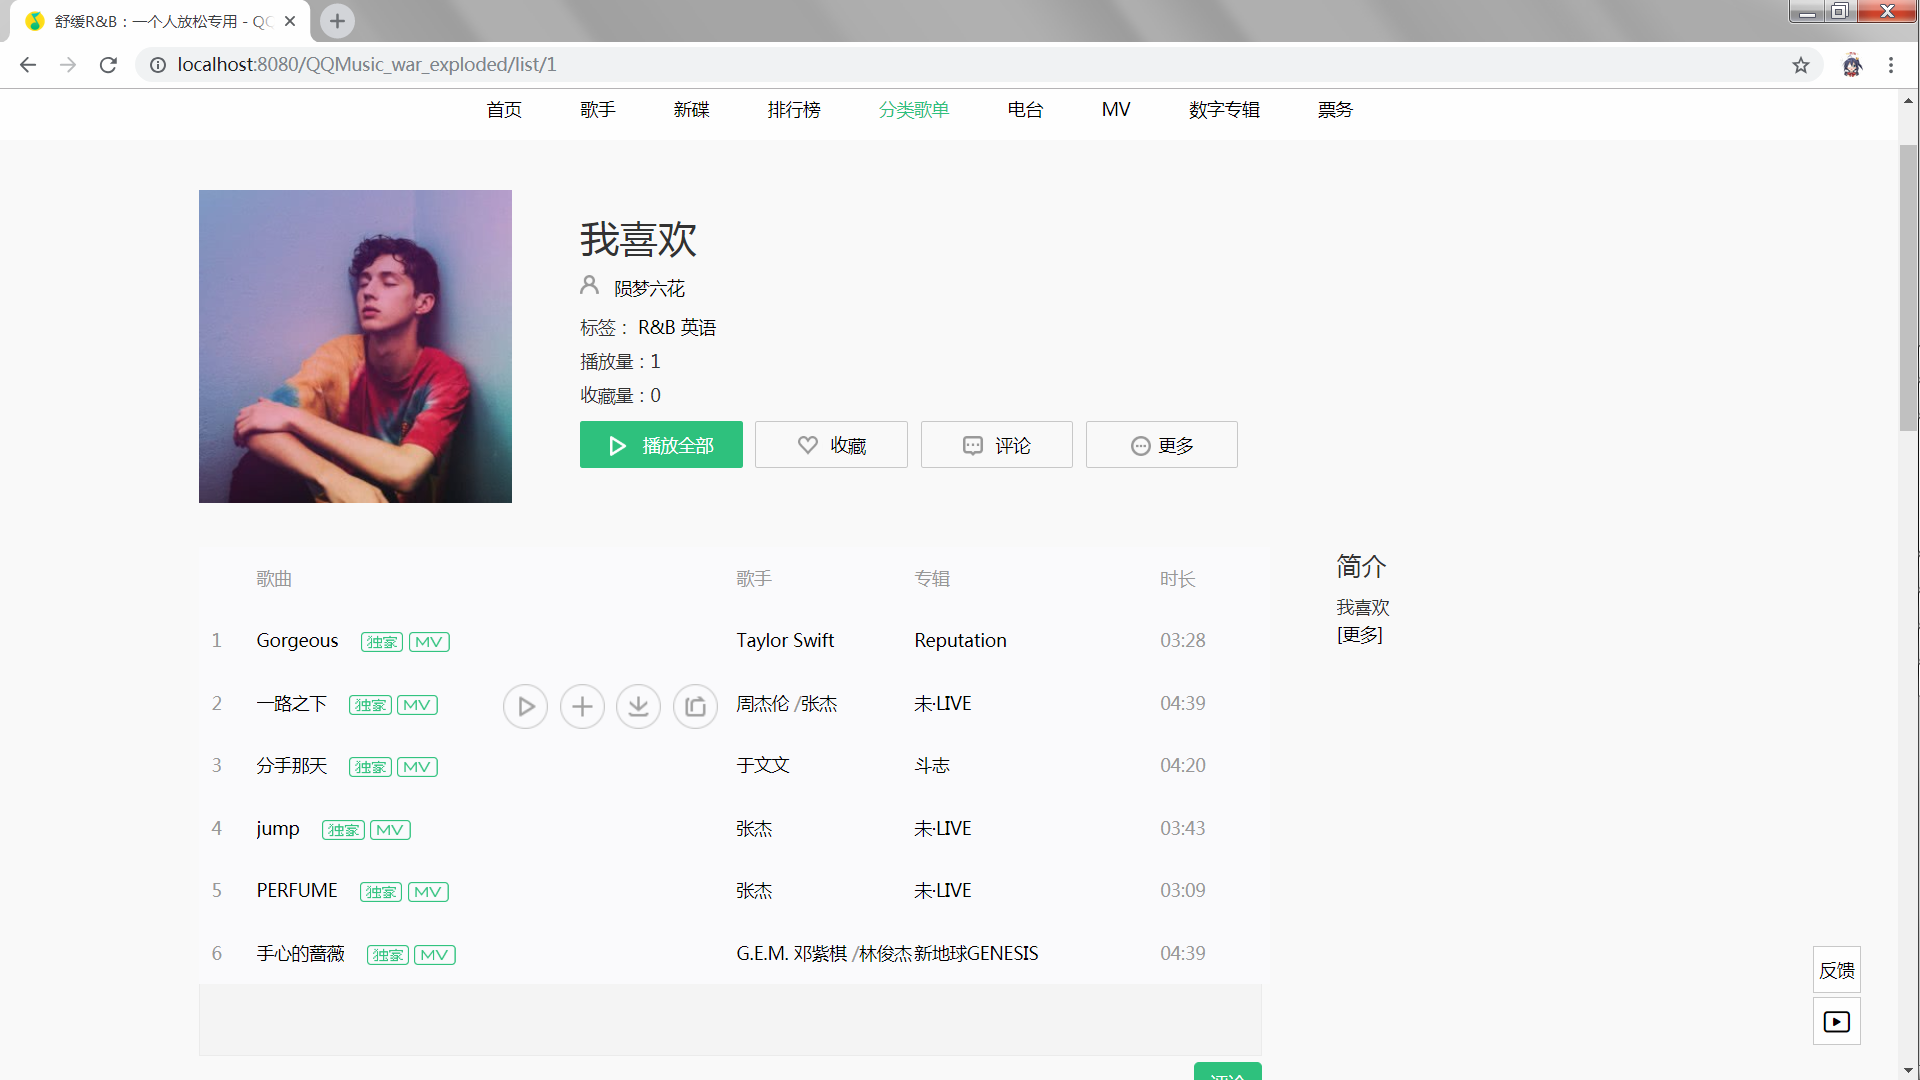 舒缓R&B：一个人放松专用 - QQ
localhost:8080/QQMusic_war_exploded/list/1
首页 歌手 新碟 排行榜 分类歌单 电台 MV 数字专辑 票务
我喜欢
陨梦六花
标签： R&B 英语
播放量：1
收藏量：0
播放全部 收藏 评论 更多
歌曲 歌手 专辑 时长
1 Gorgeous 独家 MV Taylor Swift Reputation 03:28
2 一路之下 独家 MV 周杰伦 /张杰 未·LIVE 04:39
3 分手那天 独家 MV 于文文 斗志 04:20
4 jump 独家 MV 张杰 未·LIVE 03:43
5 PERFUME 独家 MV 张杰 未·LIVE 03:09
6 手心的蔷薇 独家 MV G.E.M. 邓紫棋 /林俊杰 新地球GENESIS 04:39
简介
我喜欢
[更多]
反馈
评论